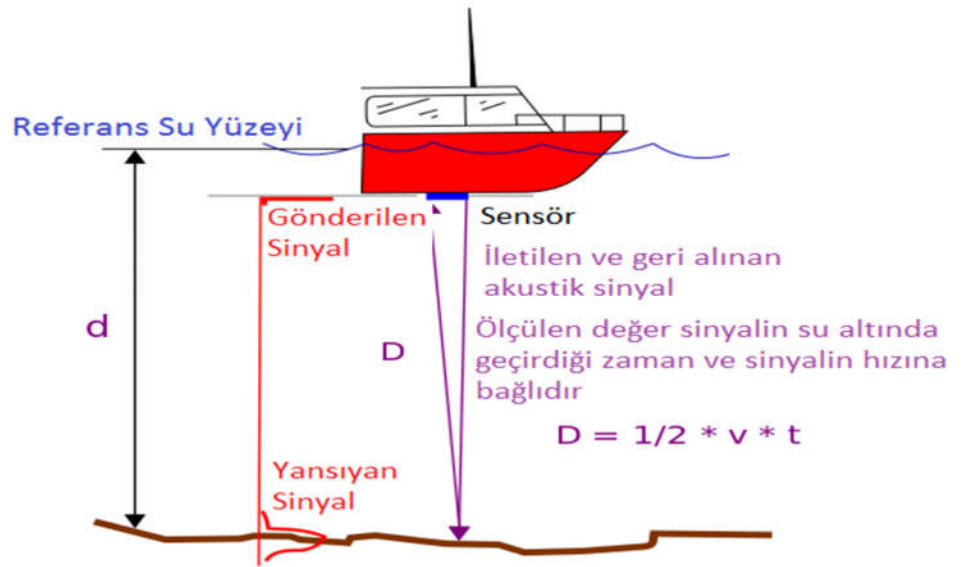 Referans Su Yüzeyi
Gönderilen
Sinyal
Sensör
İletilen ve geri alınan
akustik sinyal
d
D
Ölçülen değer sinyalin su altında
geçirdiği zaman ve sinyalin hızına
bağlıdır
D = 1/2 * v * t
Yansıyan
Sinyal